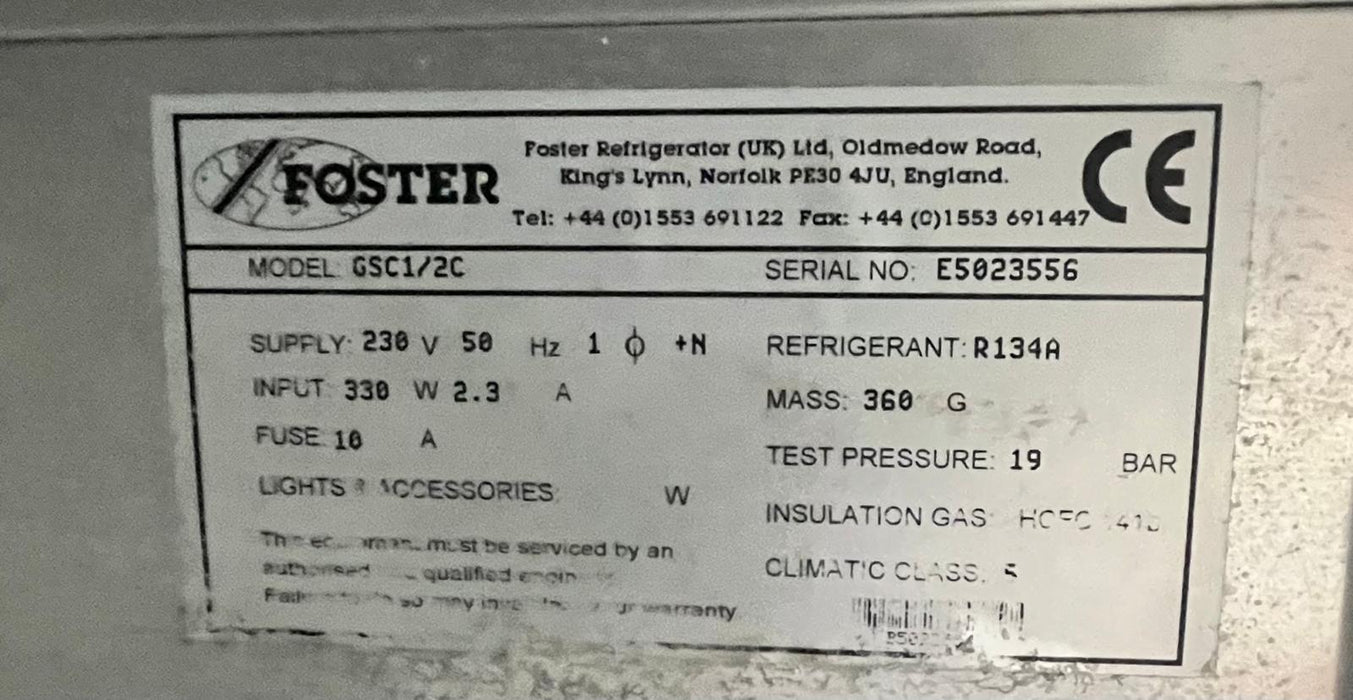 FOSTER
Foster Refrigerator (UK) Ltd, Oldmedow Road,
King's Lynn, Norfolk PE30 4JU, England.
Tel: +44 (0)1553 691122 Fax: +44 (0)1553 691447
CE
MODEL: GSC1/2C
SERIAL NO: E5023556
SUPPLY: 230 V 50 Hz 1 ϕ +N
INPUT: 330 W 2.3 A
FUSE: 10 A
LIGHTS & ACCESSORIES: W
REFRIGERANT: R134A
MASS: 360 G
TEST PRESSURE: 19 BAR
INSULATION GAS:
CLIMATIC CLASS: 5
must be serviced by an
authorised qualified
so may warranty